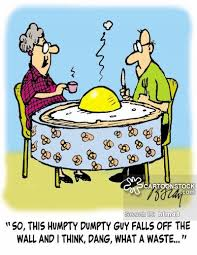 CARTOONSTOCK
.com
"SO, THIS HUMPTY DUMPTY GUY FALLS OFF THE
WALL AND I THINK, DANG, WHAT A WASTE..."